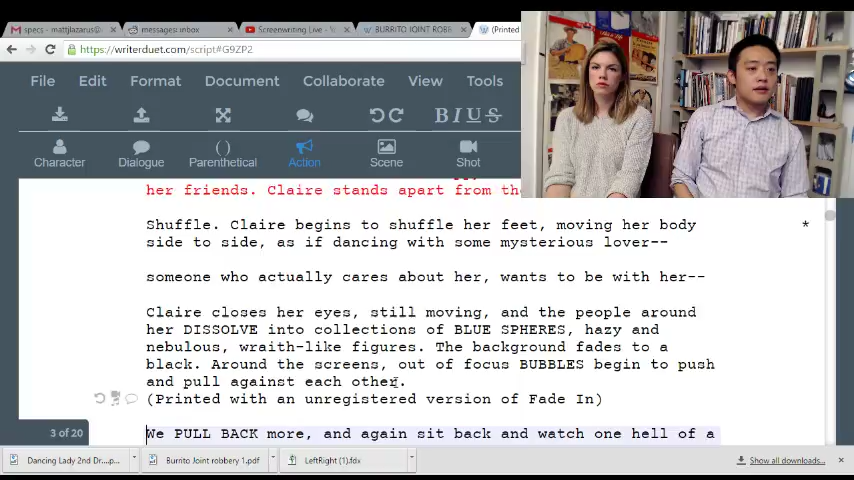 specs - mattjlazarus@
messages: inbox
Screenwriting Live - Y
BURRITO JOINT ROBB
(Printed
https://writerduet.com/script#G9ZP2
File Edit Format Document Collaborate View Tools
B I U S
Character Dialogue Parenthetical Action Scene Shot
her friends. Claire stands apart from the
Shuffle. Claire begins to shuffle her feet, moving her body *
side to side, as if dancing with some mysterious lover--
someone who actually cares about her, wants to be with her--
Claire closes her eyes, still moving, and the people around
her DISSOLVE into collections of BLUE SPHERES, hazy and
nebulous, wraith-like figures. The background fades to a
black. Around the screens, out of focus BUBBLES begin to push
and pull against each other.
(Printed with an unregistered version of Fade In)
We PULL BACK more, and again sit back and watch one hell of a
3 of 20
Dancing Lady 2nd Dr....p...
Burrito Joint robbery 1.pdf
LeftRight (1).fdx
Show all downloads...